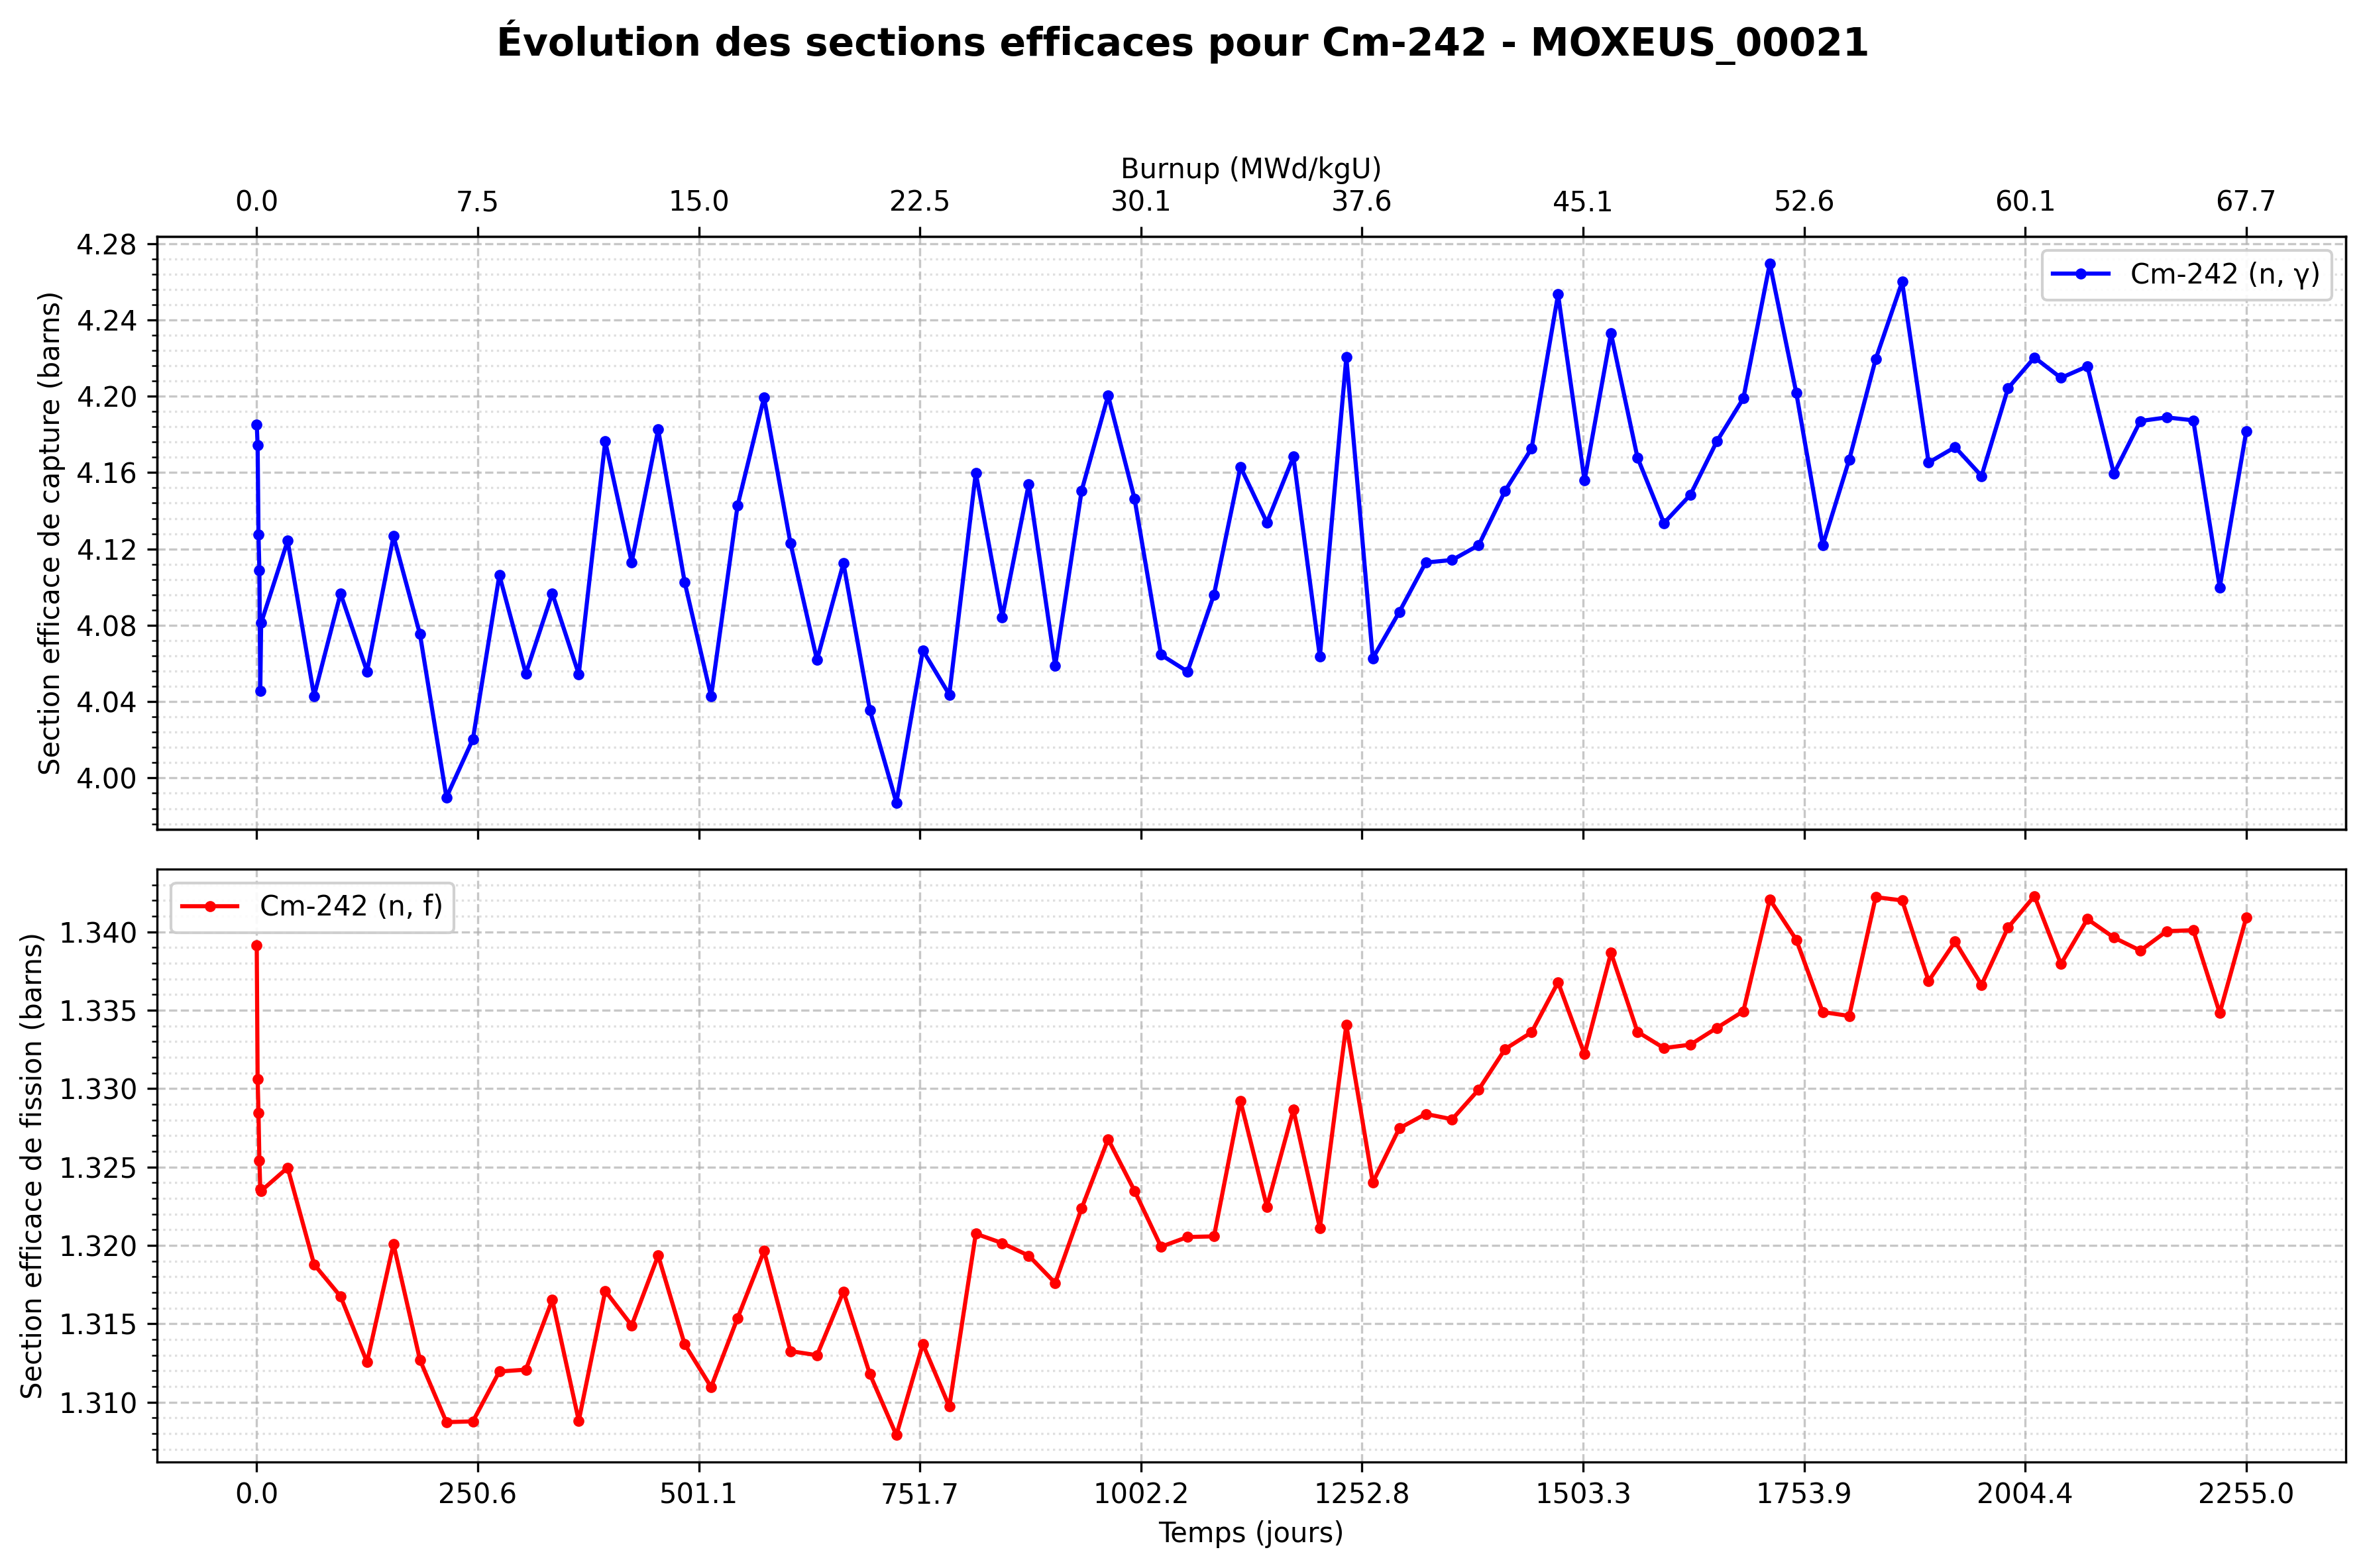 Évolution des sections efficaces pour Cm-242 - MOXEUS_00021
Burnup (MWd/kgU)
0.0 7.5 15.0 22.5 30.1 37.6 45.1 52.6 60.1 67.7
Section efficace de capture (barns)
4.28
4.24
4.20
4.16
4.12
4.08
4.04
4.00
Cm-242 (n, γ)
Section efficace de fission (barns)
1.340
1.335
1.330
1.325
1.320
1.315
1.310
Cm-242 (n, f)
0.0 250.6 501.1 751.7 1002.2 1252.8 1503.3 1753.9 2004.4 2255.0
Temps (jours)